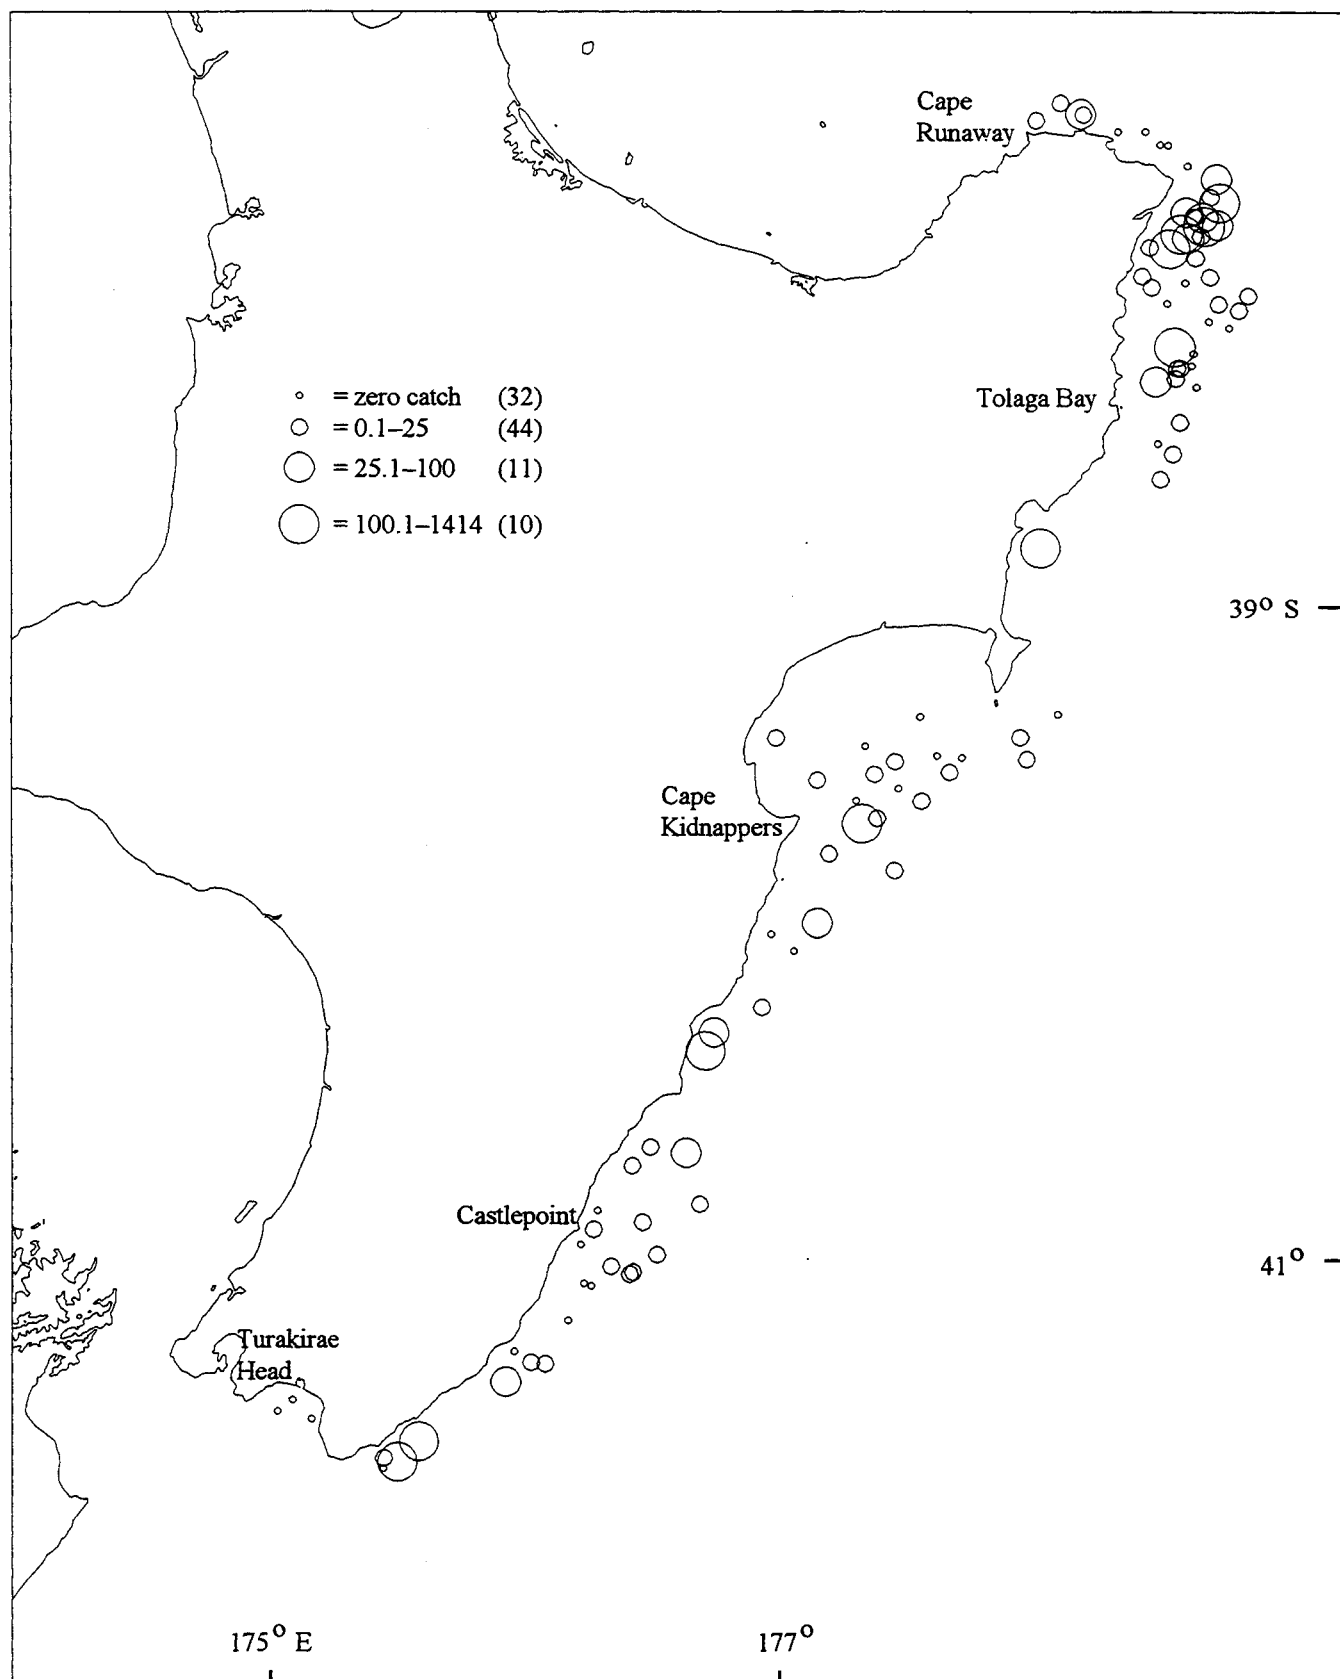 Cape
Runaway
= zero catch (32)
= 0.1–25 (44)
Tolaga Bay
= 25.1–100 (11)
= 100.1–1414 (10)
39° S
Cape
Kidnappers
Castlepoint
41°
Turakirae
Head
175° E
177°